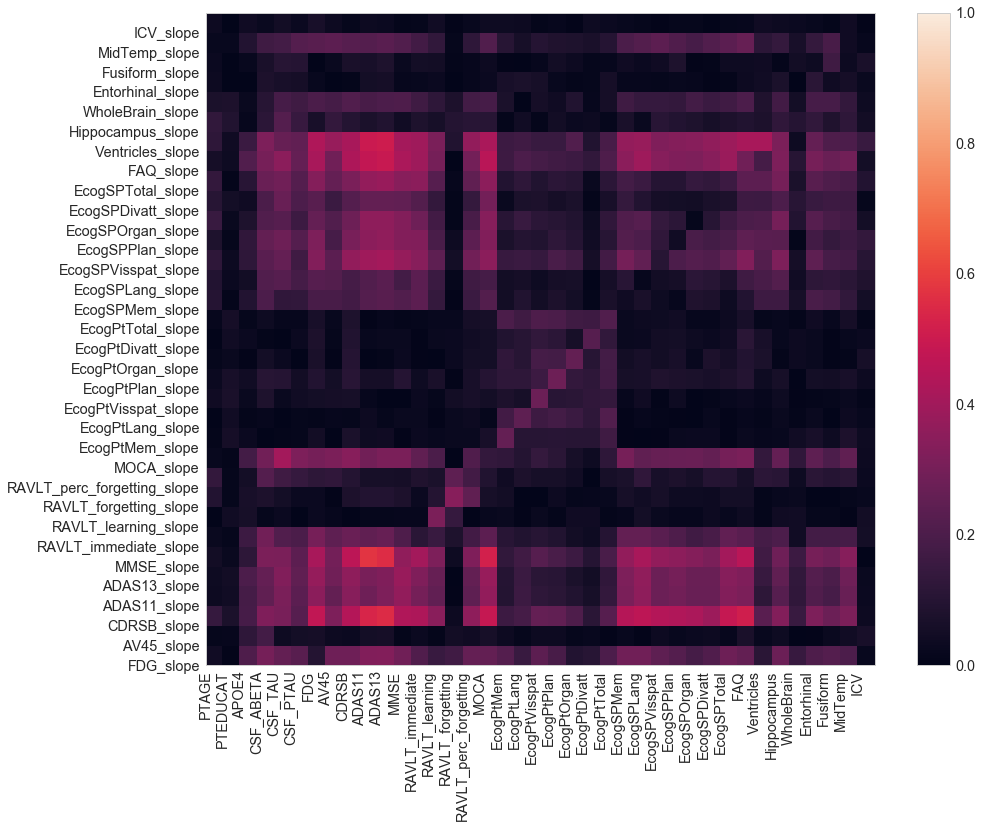 ICV_slope
MidTemp_slope
Fusiform_slope
Entorhinal_slope
WholeBrain_slope
Hippocampus_slope
Ventricles_slope
FAQ_slope
EcogSPTotal_slope
EcogSPDivatt_slope
EcogSPOrgan_slope
EcogSPPlan_slope
EcogSPVisspat_slope
EcogSPLang_slope
EcogSPMem_slope
EcogPtTotal_slope
EcogPtDivatt_slope
EcogPtOrgan_slope
EcogPtPlan_slope
EcogPtVisspat_slope
EcogPtLang_slope
EcogPtMem_slope
MOCA_slope
RAVLT_perc_forgetting_slope
RAVLT_forgetting_slope
RAVLT_learning_slope
RAVLT_immediate_slope
MMSE_slope
ADAS13_slope
ADAS11_slope
CDRSB_slope
AV45_slope
FDG_slope
PTAGE
PTEDUCAT
APOE4
CSF_ABETA
CSF_TAU
CSF_PTAU
FDG
AV45
CDRSB
ADAS11
ADAS13
MMSE
RAVLT_immediate
RAVLT_learning
RAVLT_forgetting
RAVLT_perc_forgetting
MOCA
EcogPtMem
EcogPtLang
EcogPtVisspat
EcogPtPlan
EcogPtOrgan
EcogPtDivatt
EcogPtTotal
EcogSPMem
EcogSPLang
EcogSPVisspat
EcogSPPlan
EcogSPOrgan
EcogSPDivatt
EcogSPTotal
FAQ
Ventricles
Hippocampus
WholeBrain
Entorhinal
Fusiform
MidTemp
ICV
1.0
0.8
0.6
0.4
0.2
0.0